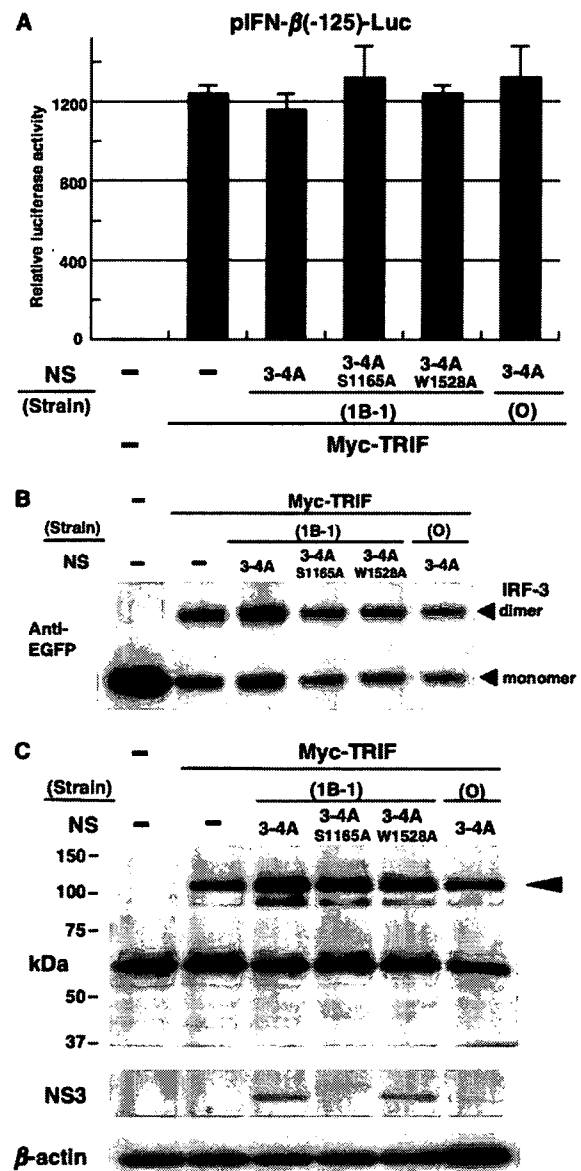 A
pIFN-β(-125)-Luc
Relative luciferase activity
1200
800
400
0
NS − − 3-4A 3-4A S1165A 3-4A W1528A 3-4A
(Strain) (1B-1) (O)
− Myc-TRIF
B
− Myc-TRIF
(Strain) (1B-1) (O)
NS − − 3-4A 3-4A S1165A 3-4A W1528A 3-4A
IRF-3
dimer
Anti-
EGFP
monomer
C
− Myc-TRIF
(Strain) (1B-1) (O)
NS − − 3-4A 3-4A S1165A 3-4A W1528A 3-4A
150
100
75
kDa
50
37
NS3
β-actin